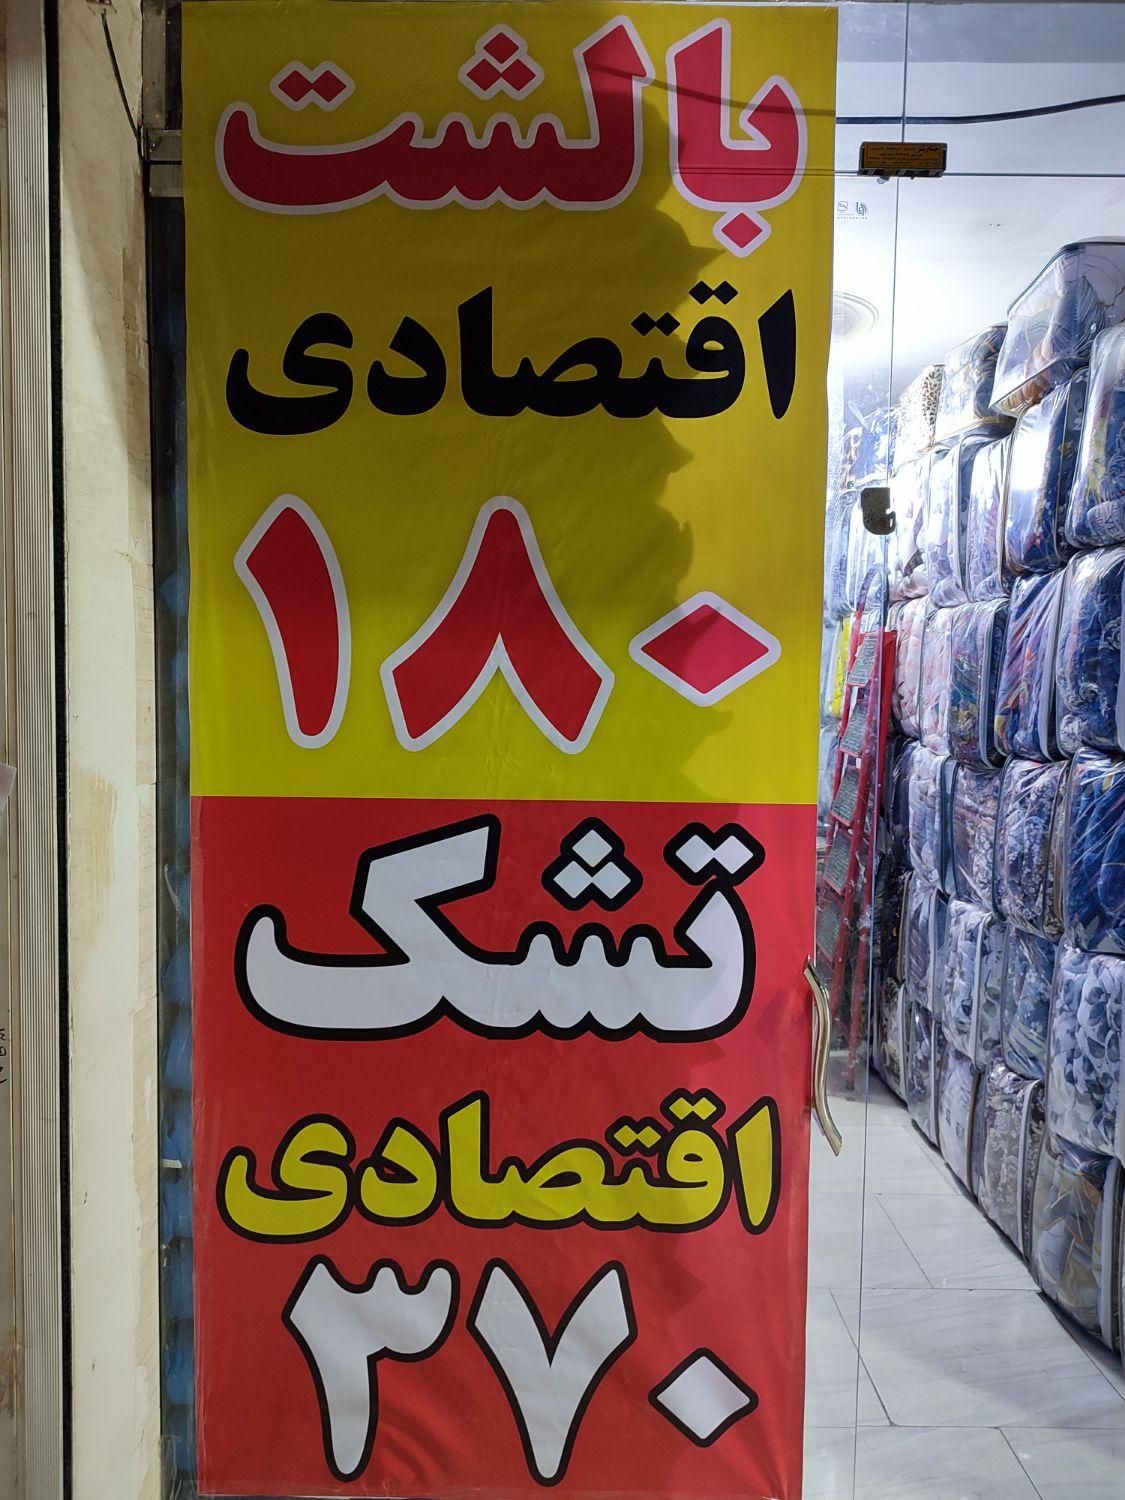 بالشت
اقتصادی
۱۸۰
تشک
اقتصادی
۳۷۰